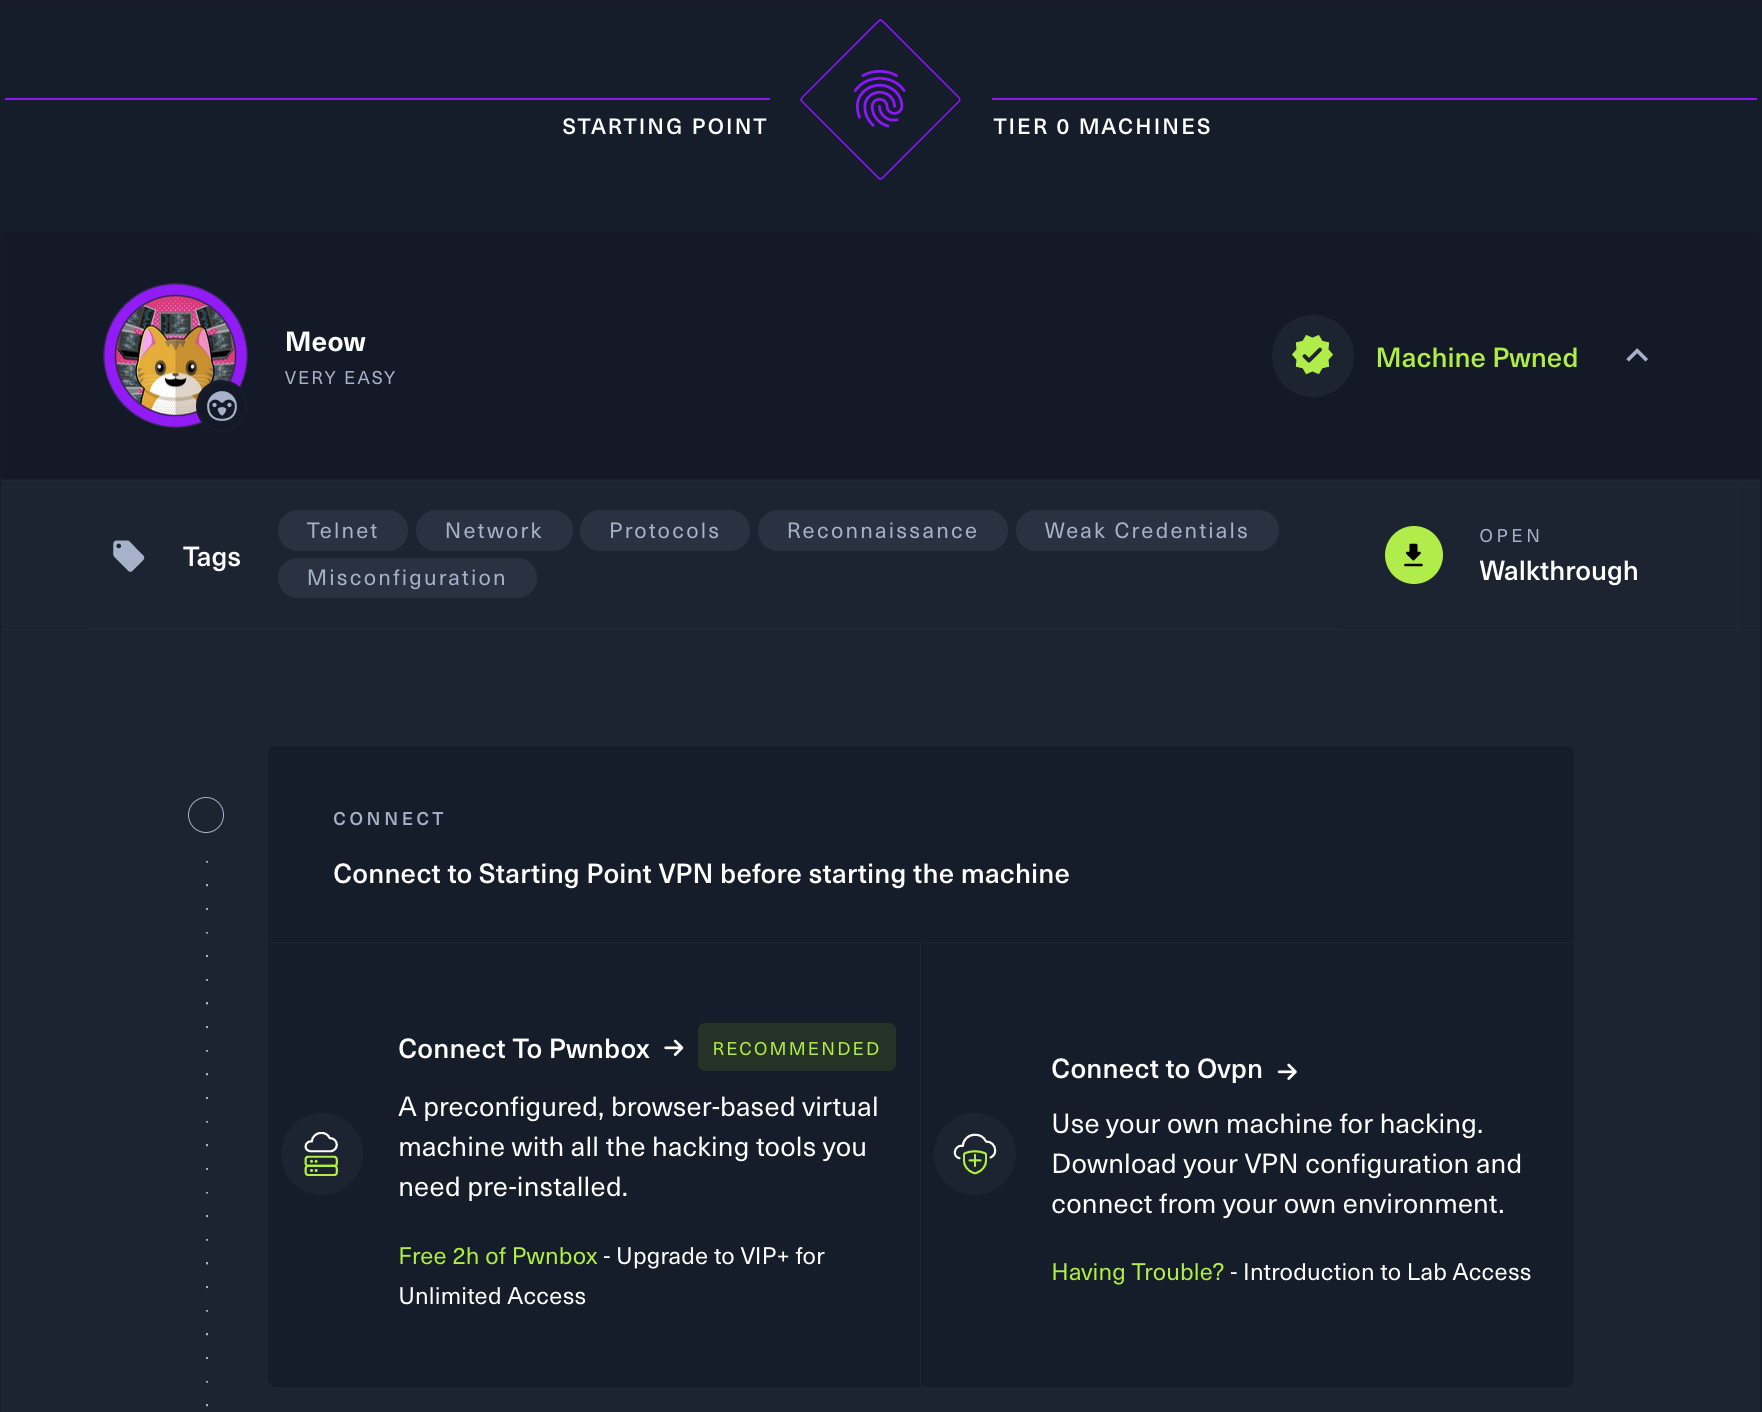 STARTING POINT
TIER 0 MACHINES
Meow
VERY EASY
Machine Pwned
Tags
Telnet
Network
Protocols
Reconnaissance
Weak Credentials
Misconfiguration
OPEN
Walkthrough
CONNECT
Connect to Starting Point VPN before starting the machine
Connect To Pwnbox →
RECOMMENDED
A preconfigured, browser-based virtual
machine with all the hacking tools you
need pre-installed.
Free 2h of Pwnbox - Upgrade to VIP+ for
Unlimited Access
Connect to Ovpn →
Use your own machine for hacking.
Download your VPN configuration and
connect from your own environment.
Having Trouble? - Introduction to Lab Access